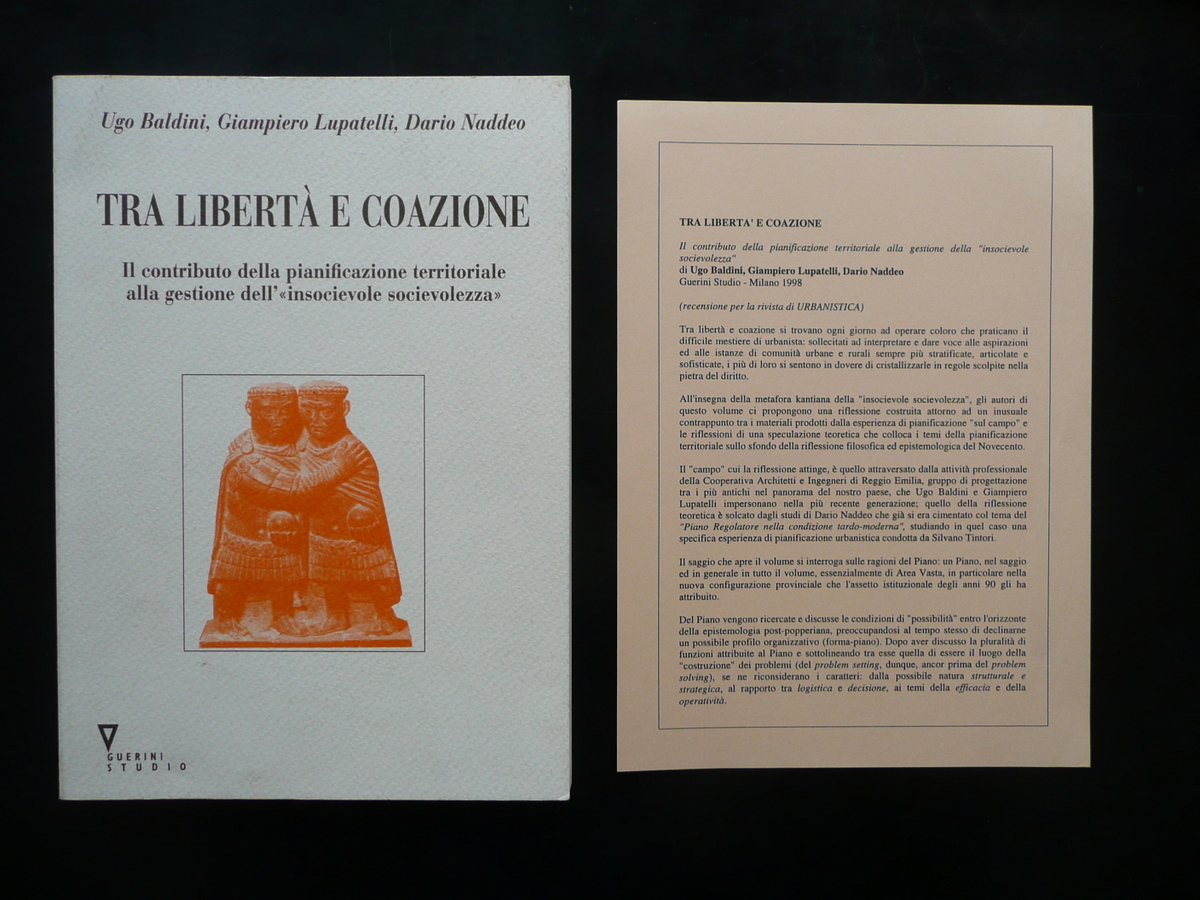 Ugo Baldini, Giampiero Lupatelli, Dario Naddeo
TRA LIBERTÀ E COAZIONE
Il contributo della pianificazione territoriale
alla gestione dell'«insocievole socievolezza»
GUERINI
STUDIO
TRA LIBERTA' E COAZIONE
Il contributo della pianificazione territoriale alla gestione della "insocievole
socievolezza"
di Ugo Baldini, Giampiero Lupatelli, Dario Naddeo
Guerini Studio - Milano 1998
(recensione per la rivista di URBANISTICA)
Tra libertà e coazione si trovano ogni giorno ad operare coloro che praticano il
difficile mestiere di urbanista: sollecitati ad interpretare e dare voce alle aspirazioni
ed alle istanze di comunità urbane e rurali sempre più stratificate, articolate e
sofisticate, i più di loro si sentono in dovere di cristallizzarle in regole scolpite nella
pietra del diritto.
All'insegna della metafora kantiana della "insocievole socievolezza", gli autori di
questo volume ci propongono una riflessione costruita attorno ad un inusuale
contrappunto tra i materiali prodotti dalla esperienza di pianificazione "sul campo" e
le riflessioni di una speculazione teoretica che colloca i temi della pianificazione
territoriale sullo sfondo della riflessione filosofica ed epistemologica del Novecento.
Il "campo" cui la riflessione attinge, è quello attraversato dalla attività professionale
della Cooperativa Architetti e Ingegneri di Reggio Emilia, gruppo di progettazione
tra i più antichi nel panorama del nostro paese, che Ugo Baldini e Giampiero
Lupatelli impersonano nella più recente generazione; quello della riflessione
teoretica è solcato dagli studi di Dario Naddeo che già si era cimentato col tema del
"Piano Regolatore nella condizione tardo-moderna", studiando in quel caso una
specifica esperienza di pianificazione urbanistica condotta da Silvano Tintori.
Il saggio che apre il volume si interroga sulle ragioni del Piano: un Piano, nel saggio
ed in generale in tutto il volume, essenzialmente di Area Vasta, in particolare nella
nuova configurazione provinciale che l'assetto istituzionale degli anni 90 gli ha
attribuito.
Del Piano vengono ricercate e discusse le condizioni di "possibilità" entro l'orizzonte
della epistemologia post-popperiana, preoccupandosi al tempo stesso di declinarne
un possibile profilo organizzativo (forma-piano). Dopo aver discusso la pluralità di
funzioni attribuite al Piano e sottolineando tra esse quella di essere il luogo della
"costruzione" dei problemi (del problem setting, dunque, ancor prima del problem
solving), se ne riconsiderano i caratteri: dalla possibile natura strutturale e
strategica, al rapporto tra logistica e decisione, ai temi della efficacia e della
operatività.